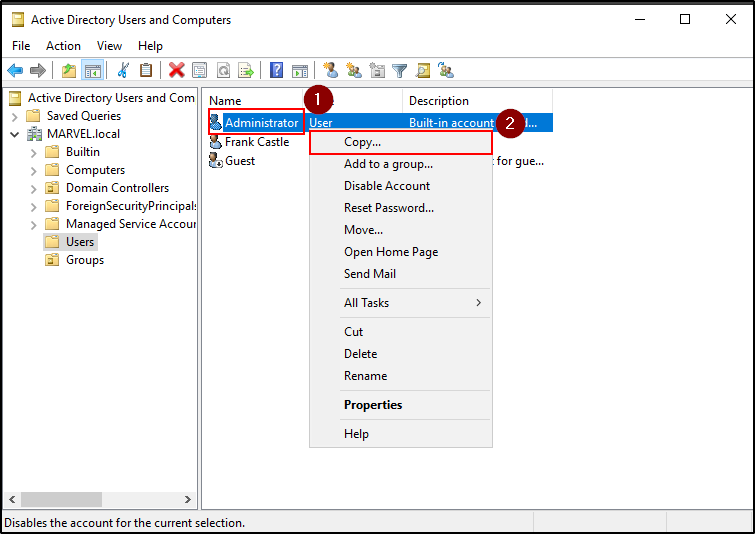 Active Directory Users and Computers
File Action View Help
Active Directory Users and Com
Saved Queries
MARVEL.local
Builtin
Computers
Domain Controllers
ForeignSecurityPrincipals
Managed Service Accour
Users
Groups
Name Description
1
Administrator User Built-in account
2
Frank Castle
Guest for gue...
Copy...
Add to a group...
Disable Account
Reset Password...
Move...
Open Home Page
Send Mail
All Tasks
Cut
Delete
Rename
Properties
Help
Disables the account for the current selection.